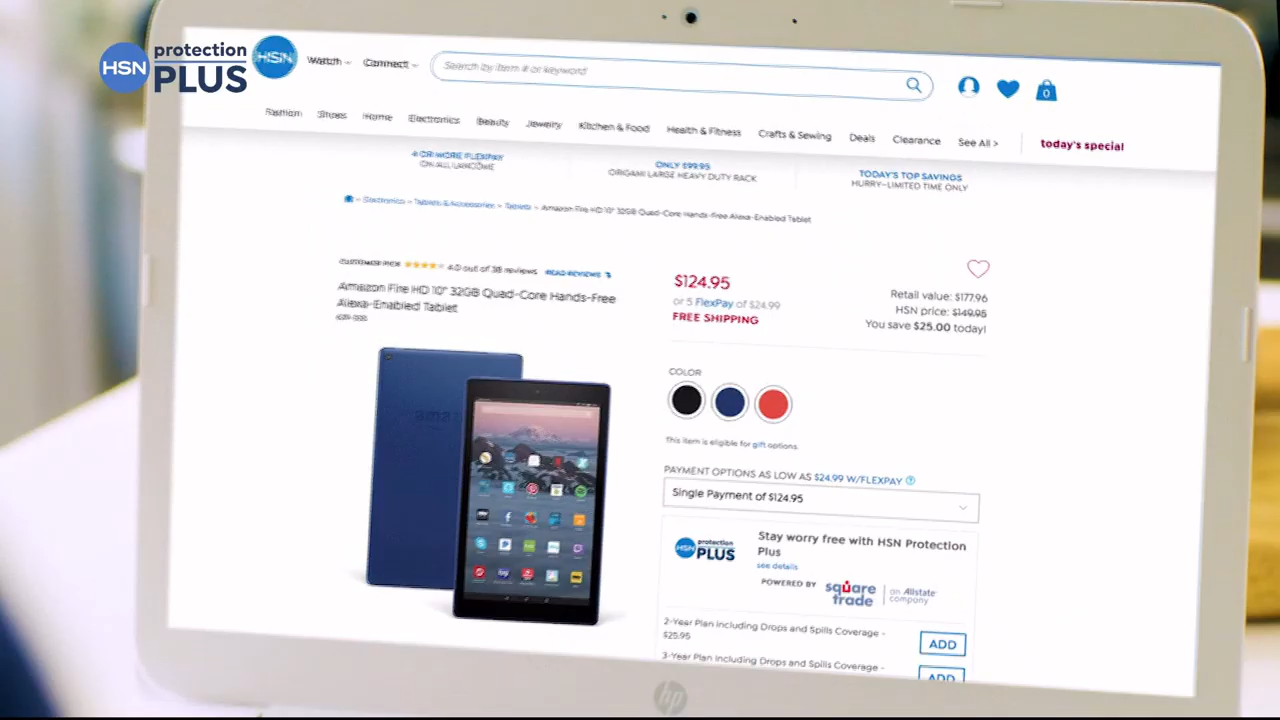 HSN protection PLUS
HSN
Watch
Connect
Search by item # or keyword
0
Fashion Shoes Home Electronics Beauty Jewelry Kitchen & Food Health & Fitness Crafts & Sewing Deals Clearance See All > today's special
4 OR MORE FLEXPAY
ON ALL LANCOME
ONLY $99.95
ORIGAMI LARGE HEAVY DUTY RACK
TODAY'S TOP SAVINGS
HURRY–LIMITED TIME ONLY
Electronics > Tablets & Accessories > Tablets > Amazon Fire HD 10" 32GB Quad-Core Hands-Free Alexa-Enabled Tablet
CUSTOMER PICK 4.0 out of 38 reviews READ REVIEWS
Amazon Fire HD 10" 32GB Quad-Core Hands-Free
Alexa-Enabled Tablet
$124.95
or 5 FlexPay of $24.99
FREE SHIPPING
Retail value: $177.96
HSN price: $149.95
You save $25.00 today!
COLOR
This item is eligible for gift options.
PAYMENT OPTIONS AS LOW AS $24.99 W/FLEXPAY
Single Payment of $124.95
HSN protection PLUS
Stay worry free with HSN Protection
Plus
see details
POWERED BY square trade an Allstate company
2-Year Plan Including Drops and Spills Coverage -
$25.95
ADD
3-Year Plan Including Drops and Spills Coverage -
ADD
hp